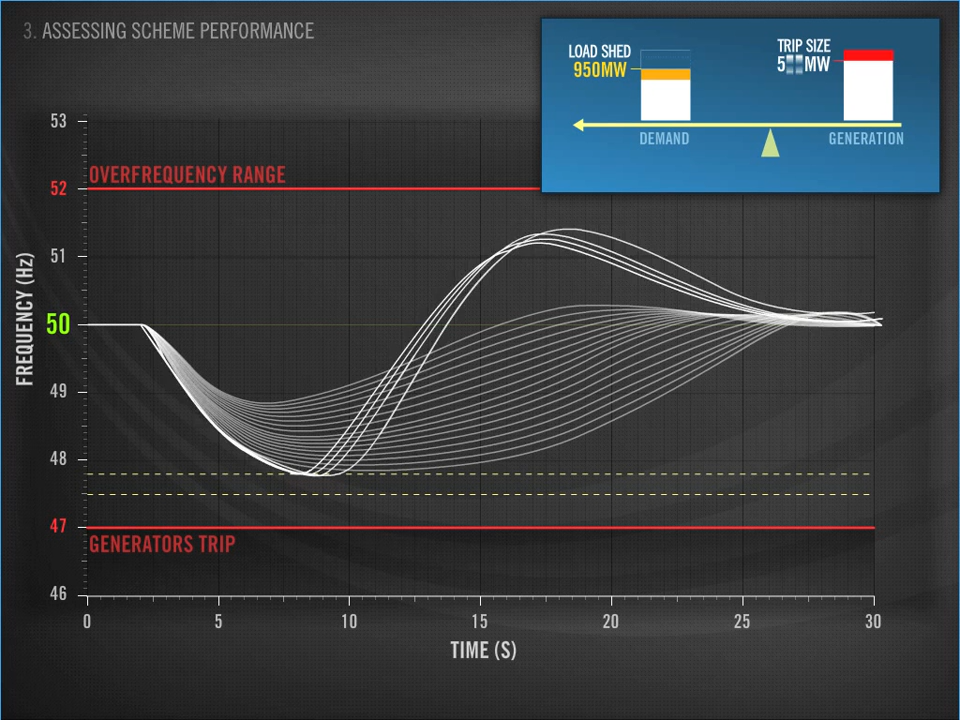 3. ASSESSING SCHEME PERFORMANCE
LOAD SHED
950MW
TRIP SIZE
MW
DEMAND
GENERATION
53
OVERFREQUENCY RANGE
52
51
50
49
48
47
GENERATORS TRIP
46
FREQUENCY (Hz)
0 5 10 15 20 25 30
TIME (S)